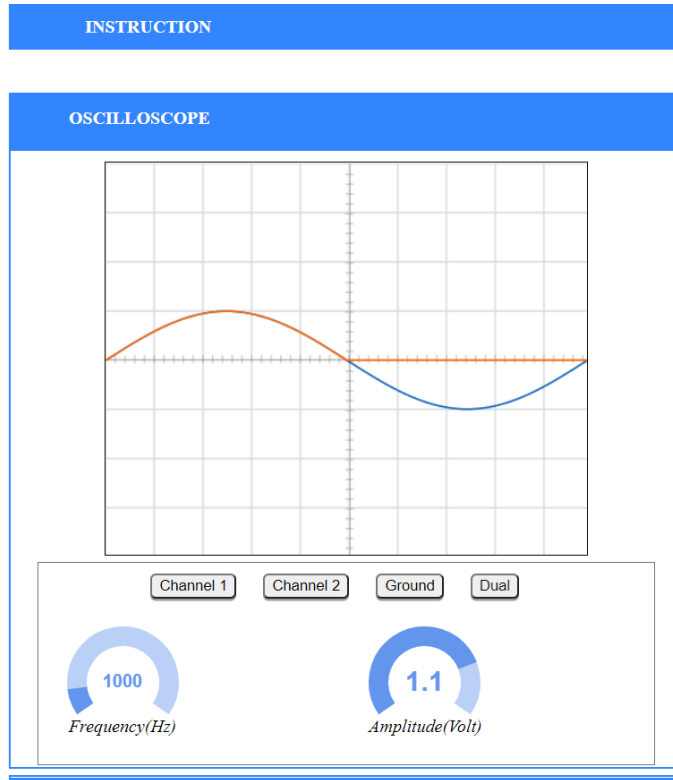 INSTRUCTION
OSCILLOSCOPE
Channel 1 Channel 2 Ground Dual
1000 1.1
Frequency(Hz) Amplitude(Volt)